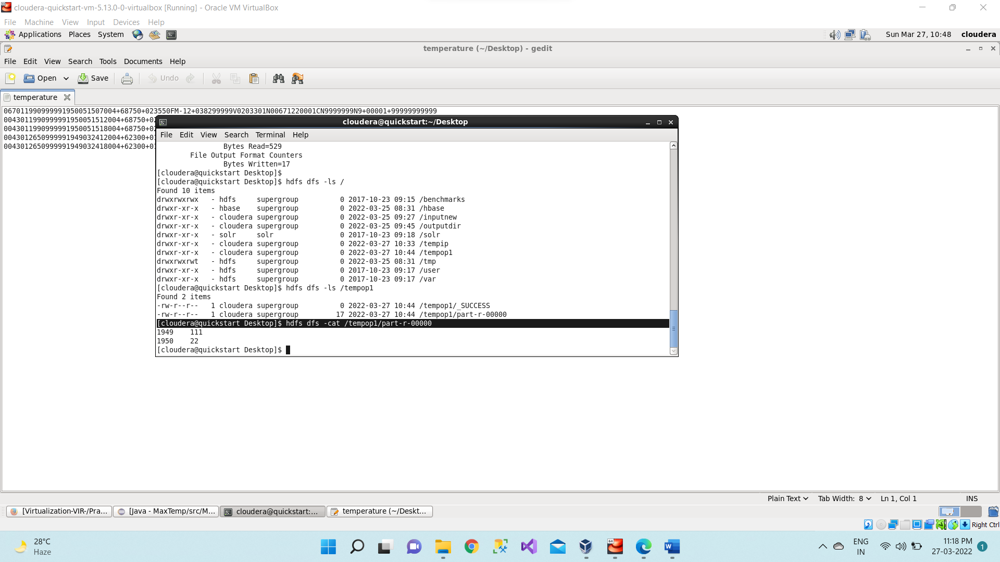 cloudera-quickstart-vm-5.13.0-0-virtualbox [Running] - Oracle VM VirtualBox
File Machine View Input Devices Help
Applications Places System
Sun Mar 27, 10:48 cloudera
temperature (~/Desktop) - gedit
File Edit View Search Tools Documents Help
Open Save Undo
temperature
0670119909999991950051507004+68750+023550FM-12+038299999V0203301N00671220001CN9999999N9+00001+99999999999
0043011990999991950051512004+68750+02
0043011990999991950051518004+68750+02
0043012650999991949032412004+62300+01
0043012650999991949032418004+62300+01
cloudera@quickstart:~/Desktop
File Edit View Search Terminal Help
Bytes Read=529
File Output Format Counters
Bytes Written=17
[cloudera@quickstart Desktop]$
[cloudera@quickstart Desktop]$ hdfs dfs -ls /
Found 10 items
drwxrwxrwx - hdfs supergroup 0 2017-10-23 09:15 /benchmarks
drwxr-xr-x - hbase supergroup 0 2022-03-25 08:31 /hbase
drwxr-xr-x - cloudera supergroup 0 2022-03-25 09:27 /inputnew
drwxr-xr-x - cloudera supergroup 0 2022-03-25 09:45 /outputdir
drwxr-xr-x - solr solr 0 2017-10-23 09:18 /solr
drwxr-xr-x - cloudera supergroup 0 2022-03-27 10:33 /tempip
drwxr-xr-x - cloudera supergroup 0 2022-03-27 10:44 /tempop1
drwxrwxrwt - hdfs supergroup 0 2022-03-25 08:31 /tmp
drwxr-xr-x - hdfs supergroup 0 2017-10-23 09:17 /user
drwxr-xr-x - hdfs supergroup 0 2017-10-23 09:17 /var
[cloudera@quickstart Desktop]$ hdfs dfs -ls /tempop1
Found 2 items
-rw-r--r-- 1 cloudera supergroup 0 2022-03-27 10:44 /tempop1/_SUCCESS
-rw-r--r-- 1 cloudera supergroup 17 2022-03-27 10:44 /tempop1/part-r-00000
[cloudera@quickstart Desktop]$ hdfs dfs -cat /tempop1/part-r-00000
1949 111
1950 22
[cloudera@quickstart Desktop]$
Plain Text Tab Width: 8 Ln 1, Col 1 INS
[Virtualization-VIR-/Pra... [Java - MaxTemp/src/M... cloudera@quickstart:... temperature (~/Deskt...
Right Ctrl
28°C
Haze
ENG
IN
11:18 PM
27-03-2022
1